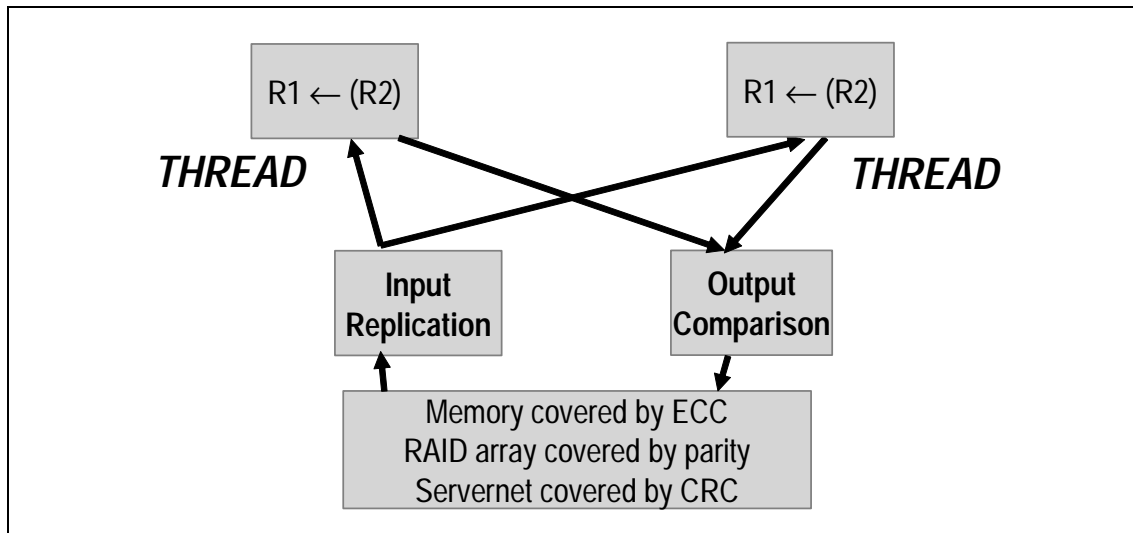 R1 ← (R2)
R1 ← (R2)
THREAD
THREAD
Input
Replication
Output
Comparison
Memory covered by ECC
RAID array covered by parity
Servernet covered by CRC